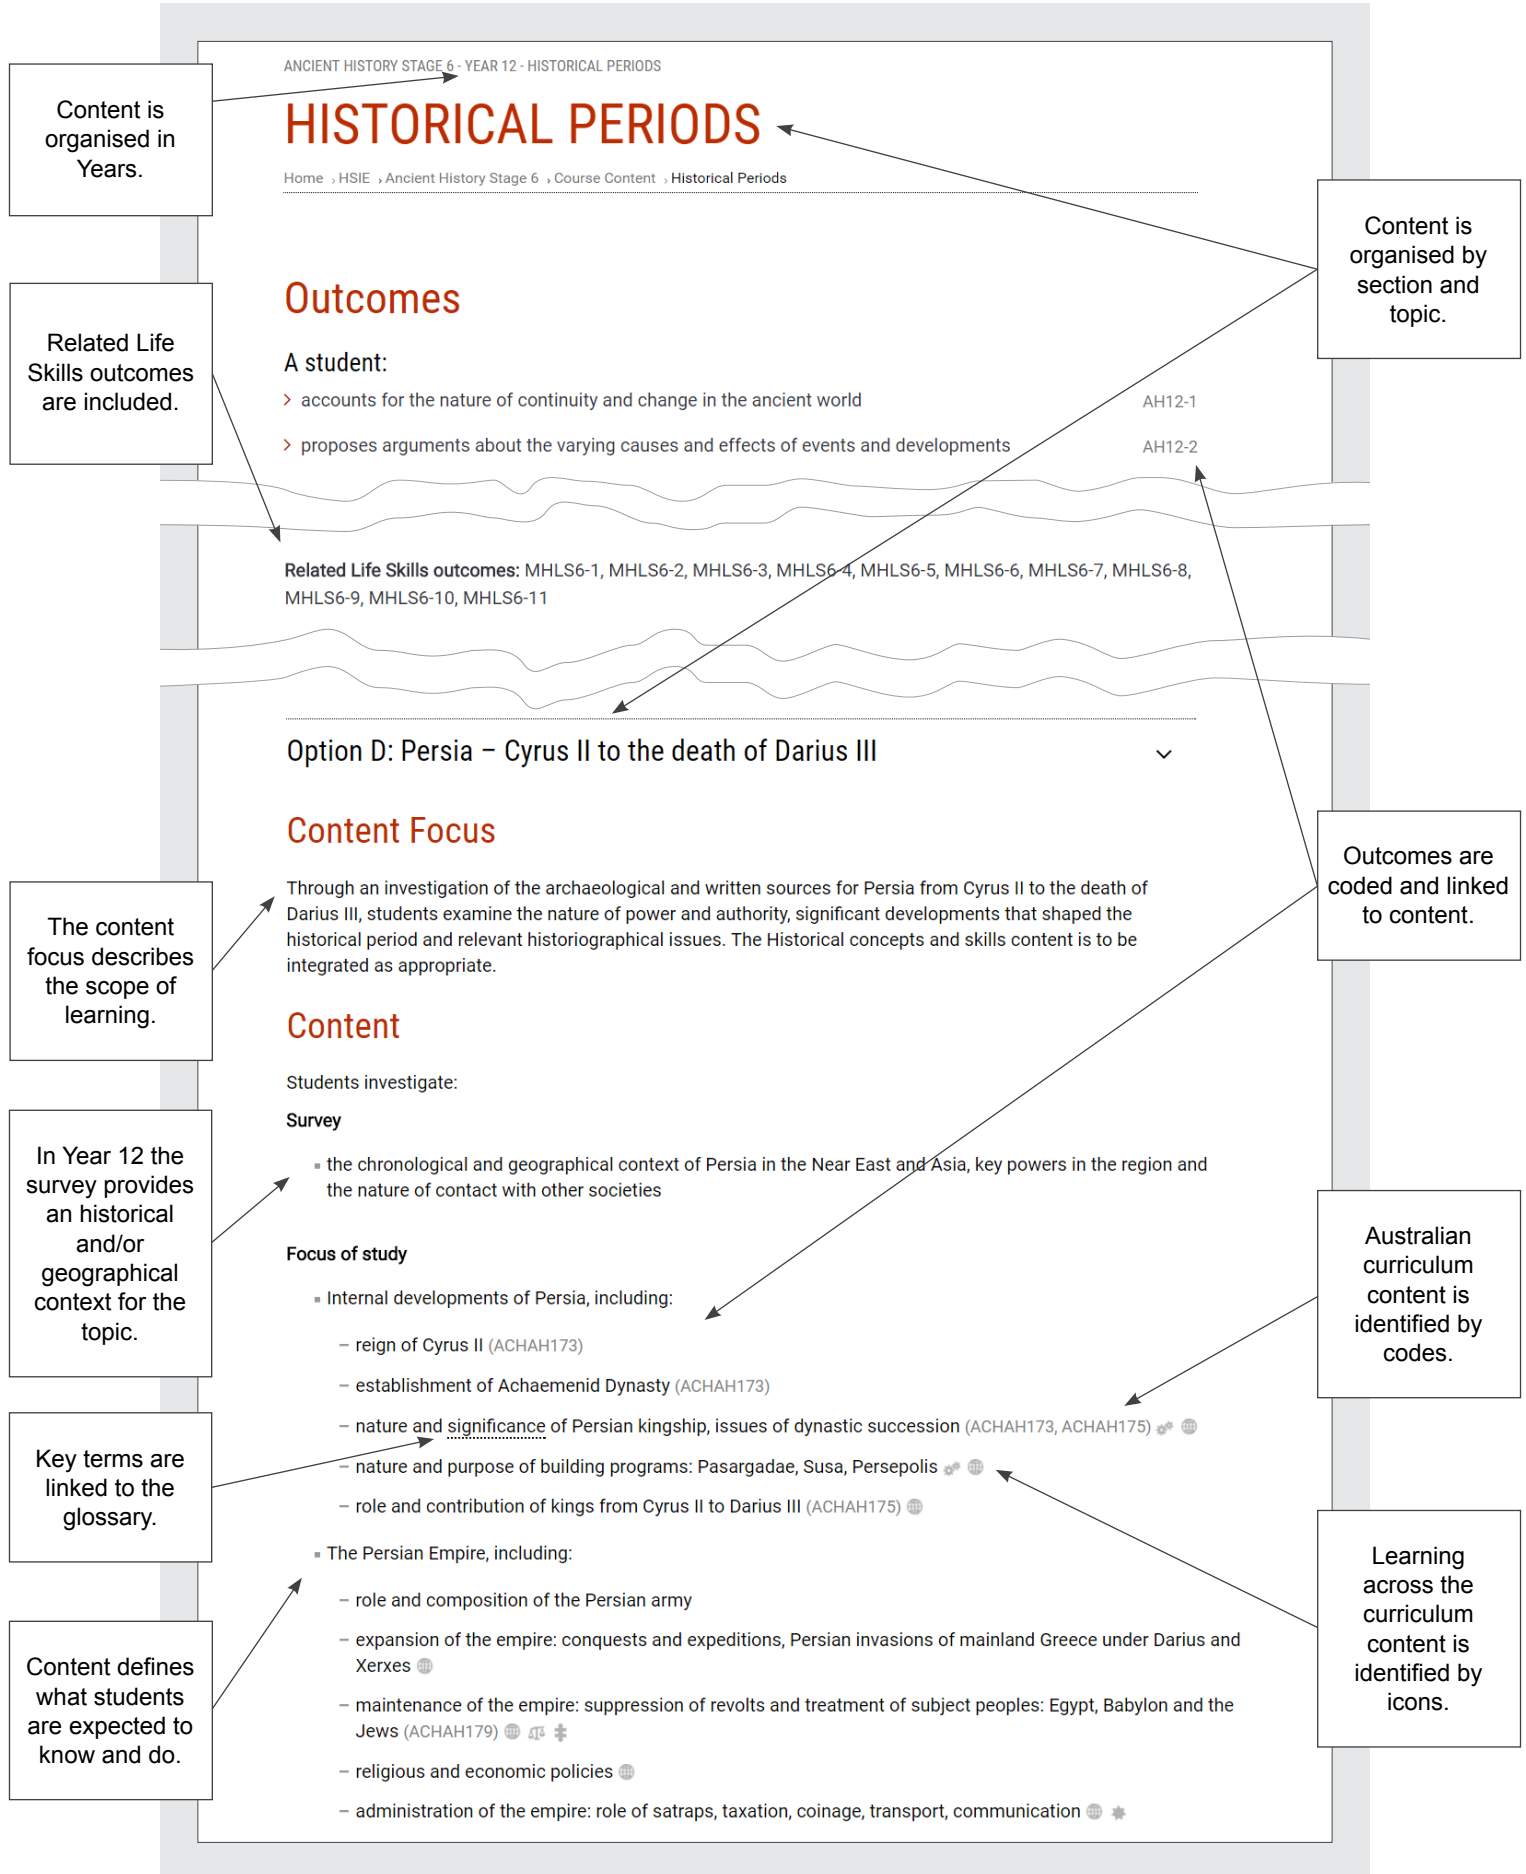 ANCIENT HISTORY STAGE 6 - YEAR 12 - HISTORICAL PERIODS
Content is
organised in
Years.
HISTORICAL PERIODS
Home › HSIE › Ancient History Stage 6 › Course Content › Historical Periods
Content is
organised by
section and
topic.
Outcomes
Related Life
Skills outcomes
are included.
A student:
> accounts for the nature of continuity and change in the ancient world AH12-1
> proposes arguments about the varying causes and effects of events and developments AH12-2
Related Life Skills outcomes: MHLS6-1, MHLS6-2, MHLS6-3, MHLS6-4, MHLS6-5, MHLS6-6, MHLS6-7, MHLS6-8,
MHLS6-9, MHLS6-10, MHLS6-11
Option D: Persia – Cyrus II to the death of Darius III
Content Focus
Outcomes are
coded and linked
to content.
The content
focus describes
the scope of
learning.
Through an investigation of the archaeological and written sources for Persia from Cyrus II to the death of
Darius III, students examine the nature of power and authority, significant developments that shaped the
historical period and relevant historiographical issues. The Historical concepts and skills content is to be
integrated as appropriate.
Content
Students investigate:
Survey
In Year 12 the
survey provides
an historical
and/or
geographical
context for the
topic.
▪ the chronological and geographical context of Persia in the Near East and Asia, key powers in the region and
the nature of contact with other societies
Focus of study
Australian
curriculum
content is
identified by
codes.
▪ Internal developments of Persia, including:
– reign of Cyrus II (ACHAH173)
– establishment of Achaemenid Dynasty (ACHAH173)
– nature and significance of Persian kingship, issues of dynastic succession (ACHAH173, ACHAH175)
Key terms are
linked to the
glossary.
– nature and purpose of building programs: Pasargadae, Susa, Persepolis
– role and contribution of kings from Cyrus II to Darius III (ACHAH175)
Learning
across the
curriculum
content is
identified by
icons.
▪ The Persian Empire, including:
– role and composition of the Persian army
Content defines
what students
are expected to
know and do.
– expansion of the empire: conquests and expeditions, Persian invasions of mainland Greece under Darius and
Xerxes
– maintenance of the empire: suppression of revolts and treatment of subject peoples: Egypt, Babylon and the
Jews (ACHAH179)
– religious and economic policies
– administration of the empire: role of satraps, taxation, coinage, transport, communication